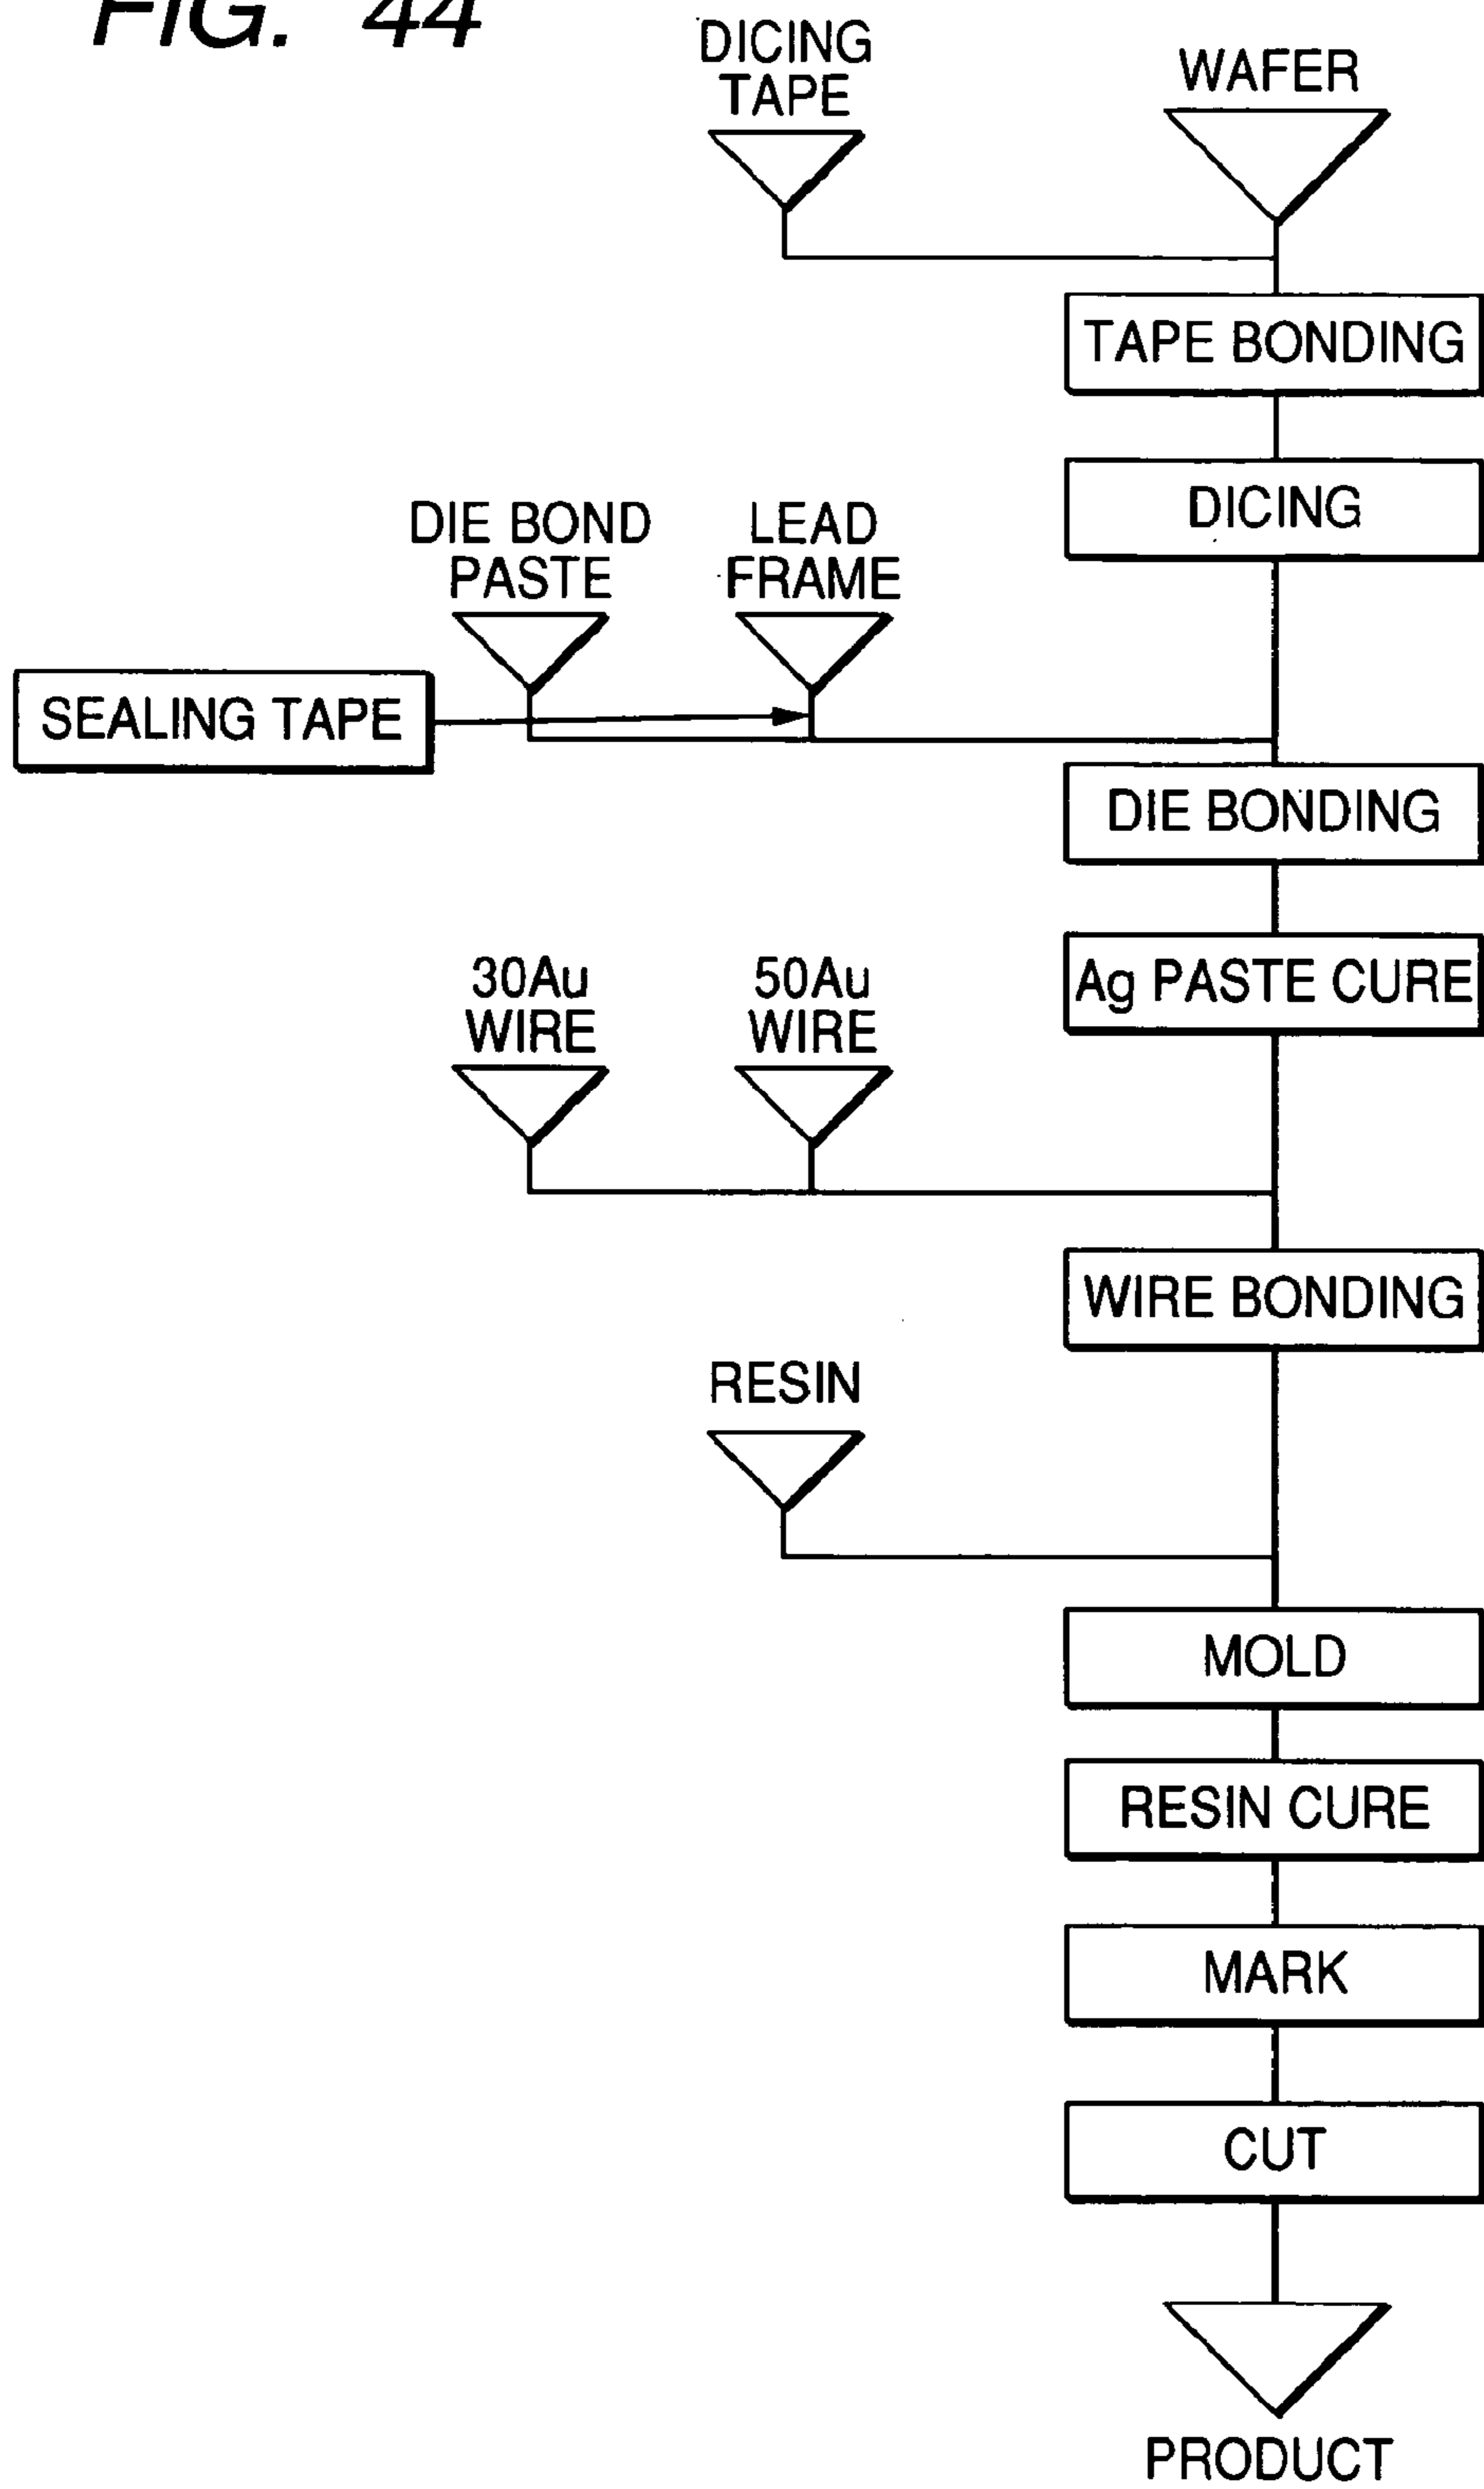 FIG. 44
DICING
TAPE
WAFER
TAPE BONDING
DICING
DIE BOND
PASTE
LEAD
FRAME
SEALING TAPE
DIE BONDING
Ag PASTE CURE
30Au
WIRE
50Au
WIRE
WIRE BONDING
RESIN
MOLD
RESIN CURE
MARK
CUT
PRODUCT